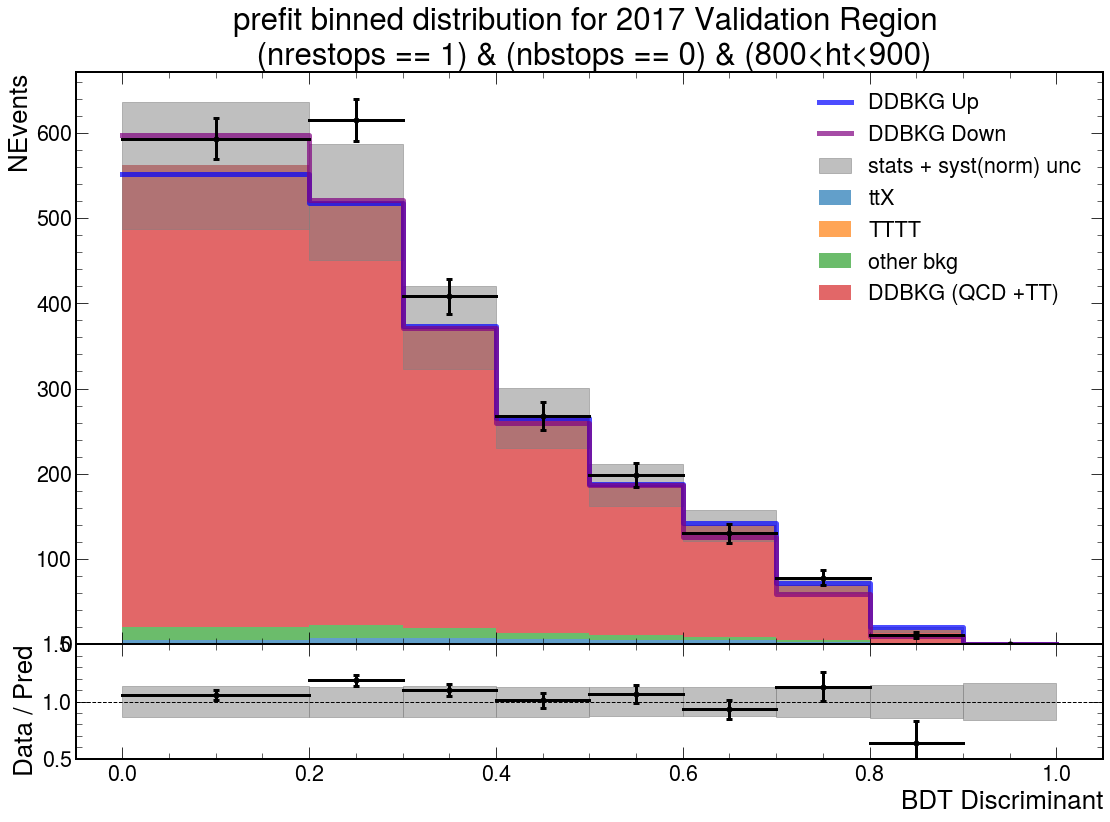 prefit binned distribution for 2017 Validation Region
(nrestops == 1) & (nbstops == 0) & (800<ht<900)
NEvents
600
500
400
300
200
100
0
DDBKG Up
DDBKG Down
stats + syst(norm) unc
ttX
TTTT
other bkg
DDBKG (QCD +TT)
Data / Pred
1.5
1.0
0.5
0.0
0.2
0.4
0.6
0.8
1.0
BDT Discriminant